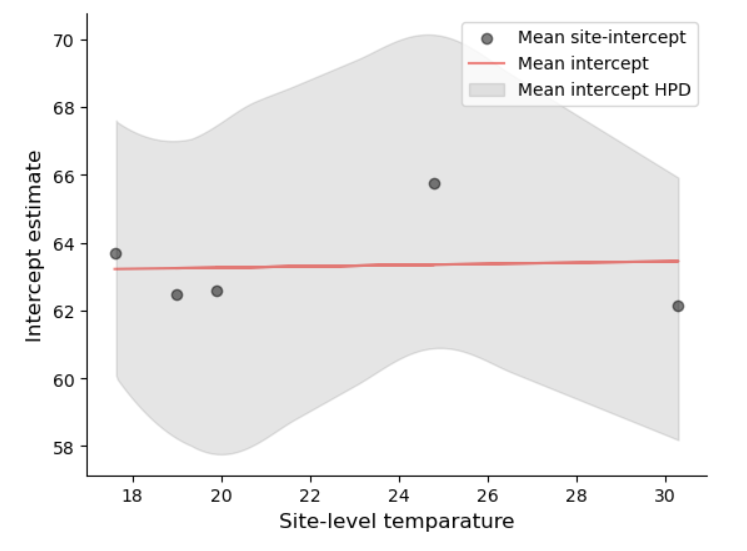 Mean site-intercept
Mean intercept
Mean intercept HPD
70
68
66
64
62
60
58
Intercept estimate
18 20 22 24 26 28 30
Site-level temparature